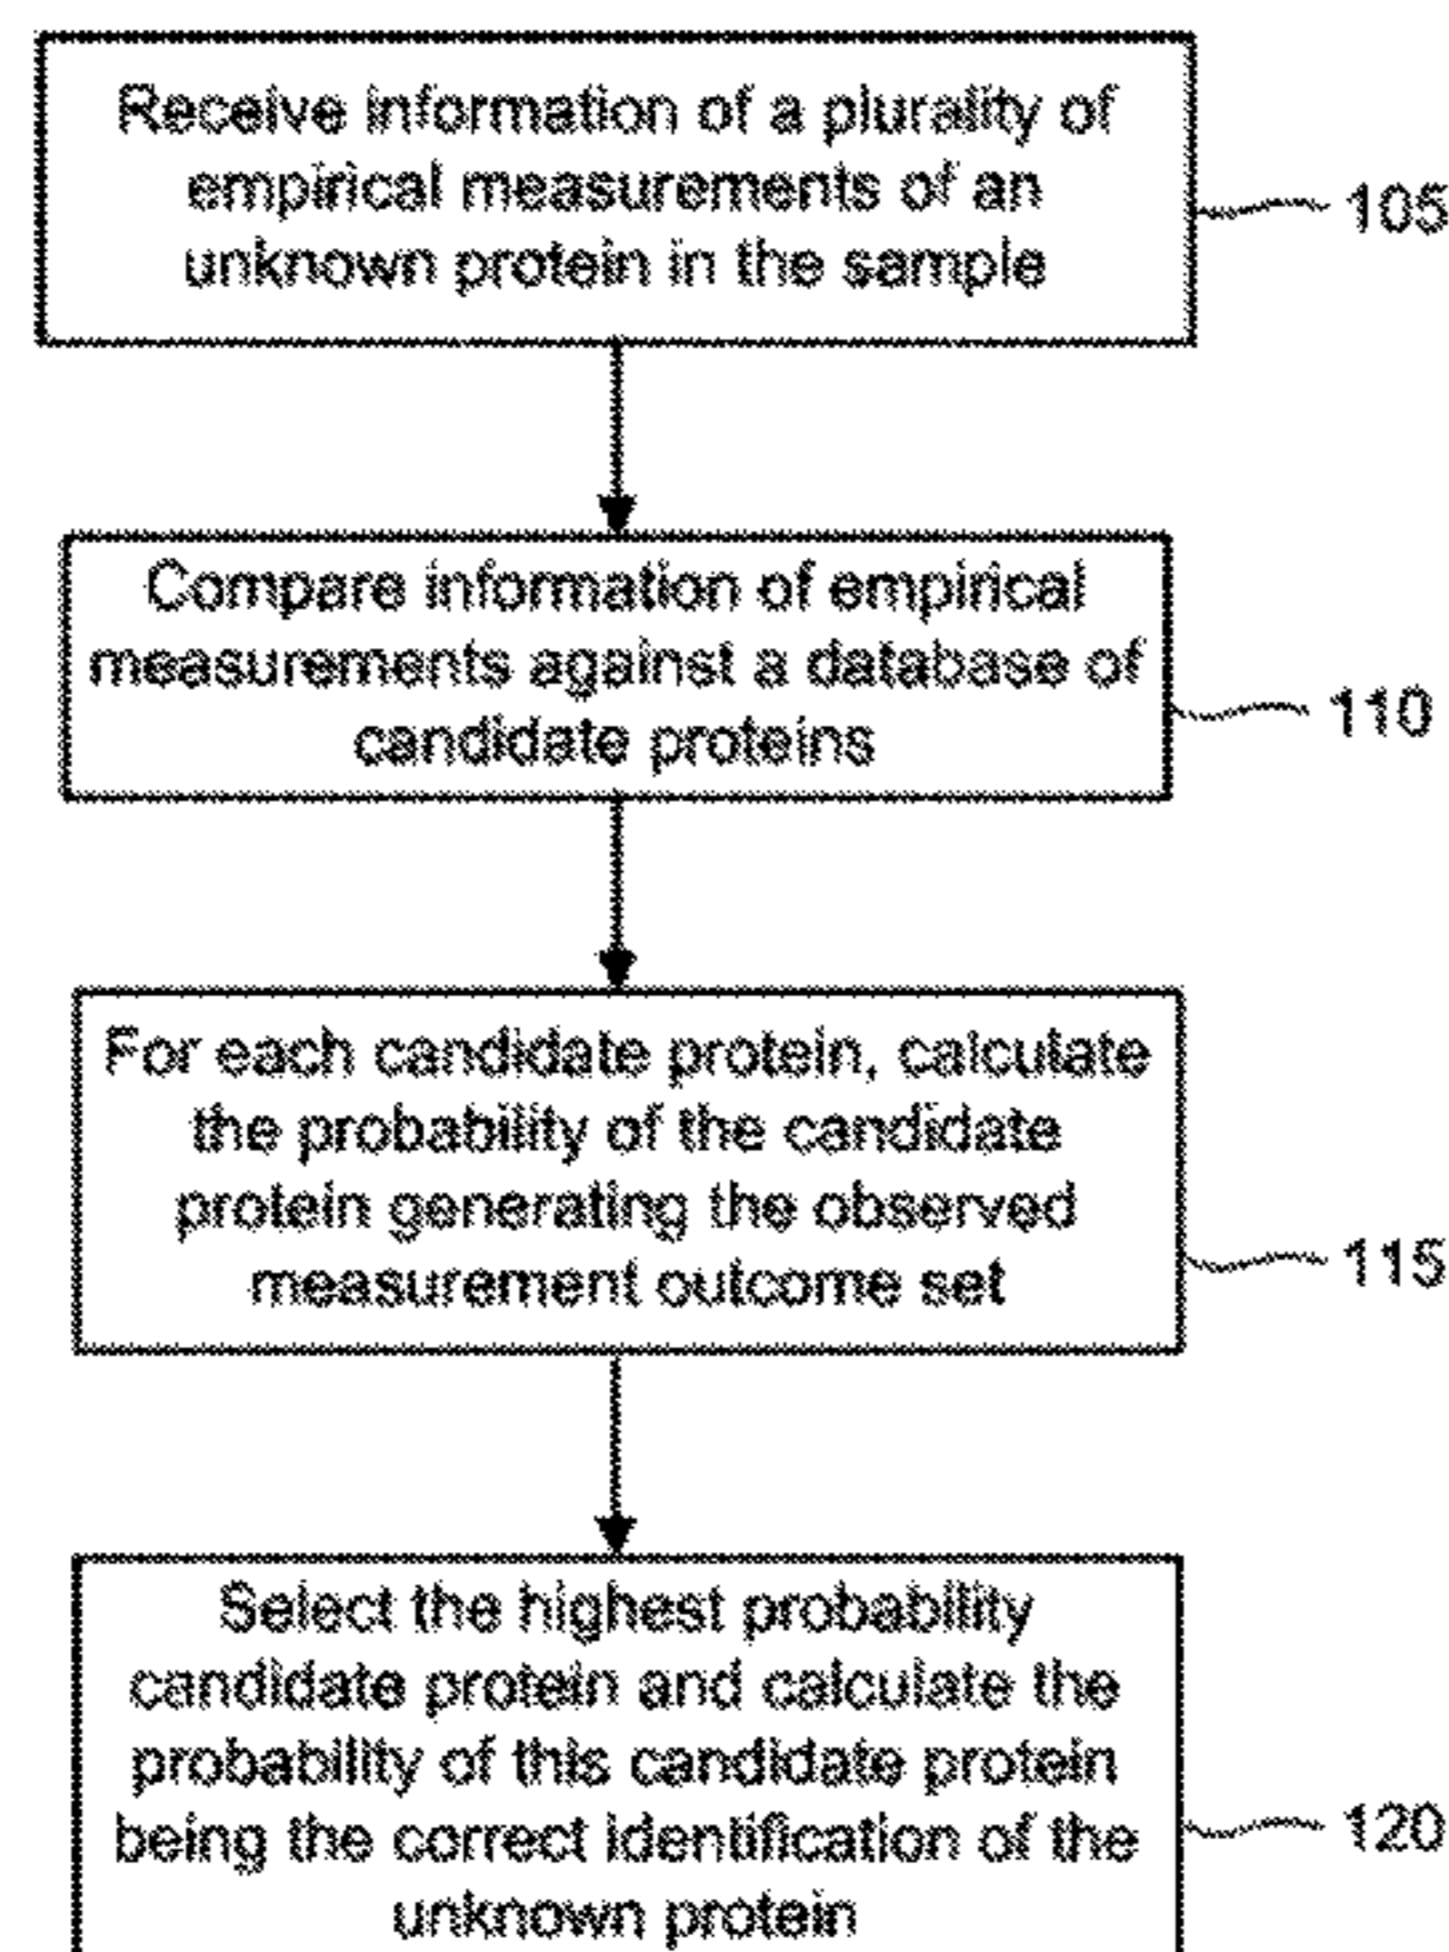 Receive information of a plurality of
empirical measurements of an
unknown protein in the sample
105
Compare information of empirical
measurements against a database of
candidate proteins
110
For each candidate protein, calculate
the probability of the candidate
protein generating the observed
measurement outcome set
115
Select the highest probability
candidate protein and calculate the
probability of this candidate protein
being the correct identification of the
unknown protein
120